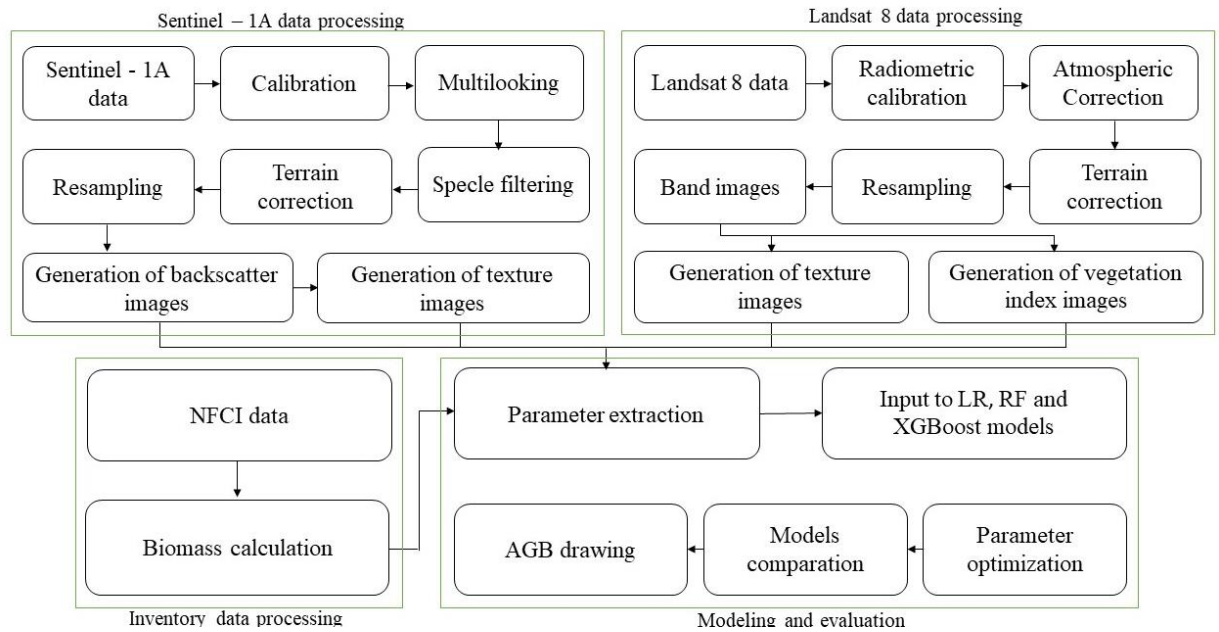 Sentinel – 1A data processing
Sentinel - 1A
data
Calibration
Multilooking
Specle filtering
Terrain
correction
Resampling
Generation of backscatter
images
Generation of texture
images
Landsat 8 data processing
Landsat 8 data
Radiometric
calibration
Atmospheric
Correction
Terrain
correction
Resampling
Band images
Generation of texture
images
Generation of vegetation
index images
NFCI data
Biomass calculation
Inventory data processing
Parameter extraction
Input to LR, RF and
XGBoost models
Parameter
optimization
Models
comparation
AGB drawing
Modeling and evaluation